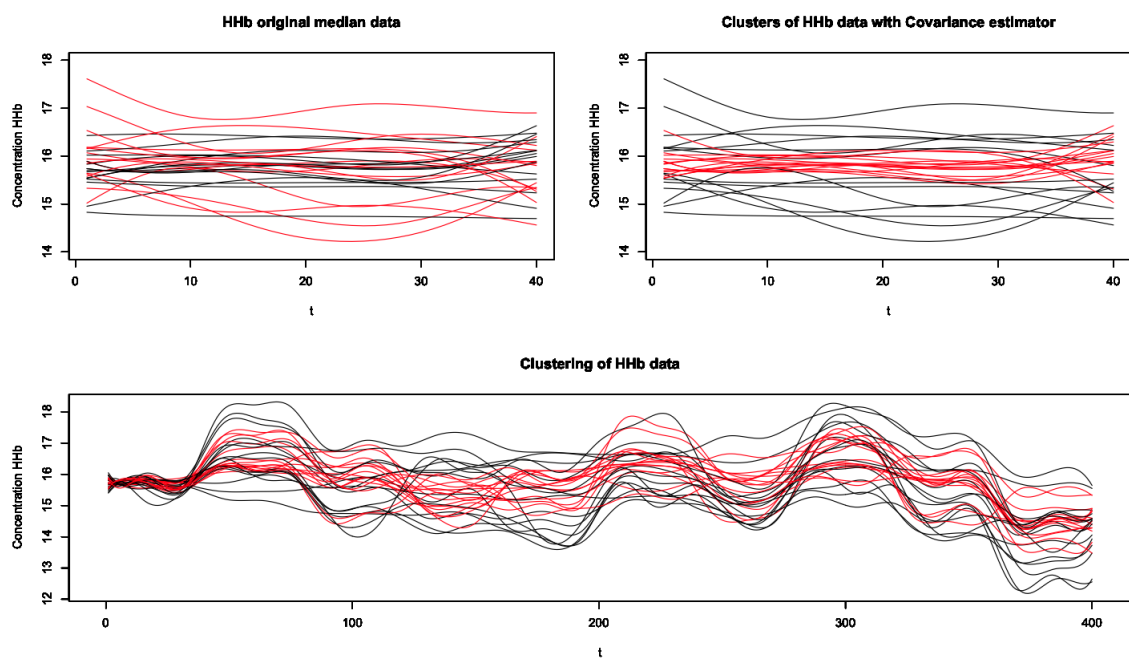 HHb original median data
Concentration HHb
18
17
16
15
14
0 10 20 30 40
t
Clusters of HHb data with Covariance estimator
Concentration HHb
18
17
16
15
14
0 10 20 30 40
t
Clustering of HHb data
Concentration HHb
18
17
16
15
14
13
12
0 100 200 300 400
t